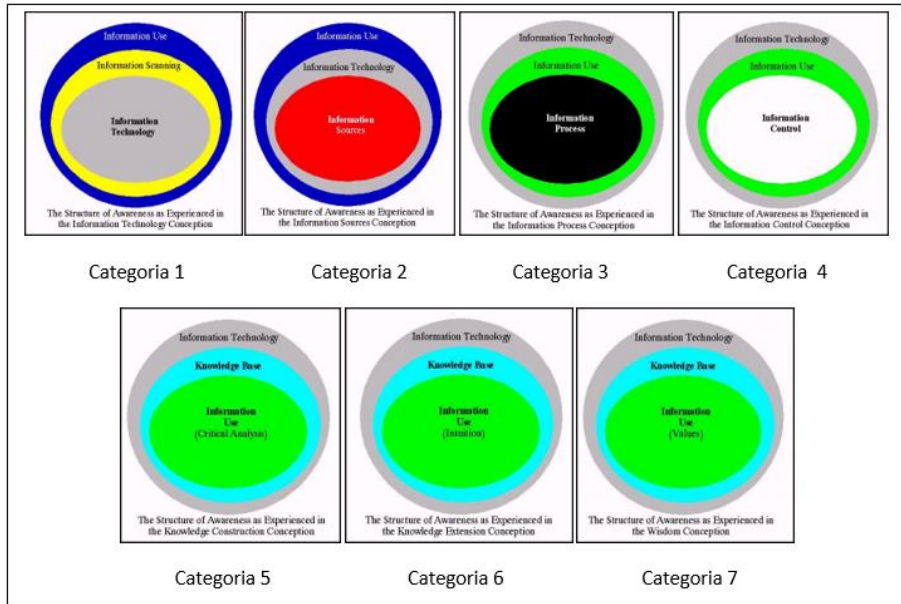 Information Use
Information Scanning
Information
Technology
The Structure of Awareness as Experienced in
the Information Technology Conception
Information Use
Information Technology
Information
Sources
The Structure of Awareness as Experienced in
the Information Sources Conception
Information Technology
Information Use
Information
Process
The Structure of Awareness as Experienced in
the Information Process Conception
Information Technology
Information Use
Information
Control
The Structure of Awareness as Experienced in
the Information Control Conception
Categoria 1
Categoria 2
Categoria 3
Categoria 4
Information Technology
Knowledge Base
Information
Use
(Critical Analysis)
The Structure of Awareness as Experienced in
the Knowledge Construction Conception
Information Technology
Knowledge Base
Information
Use
(Intuition)
The Structure of Awareness as Experienced in
the Knowledge Extension Conception
Information Technology
Knowledge Base
Information
Use
(Values)
The Structure of Awareness as Experienced in
the Wisdom Conception
Categoria 5
Categoria 6
Categoria 7